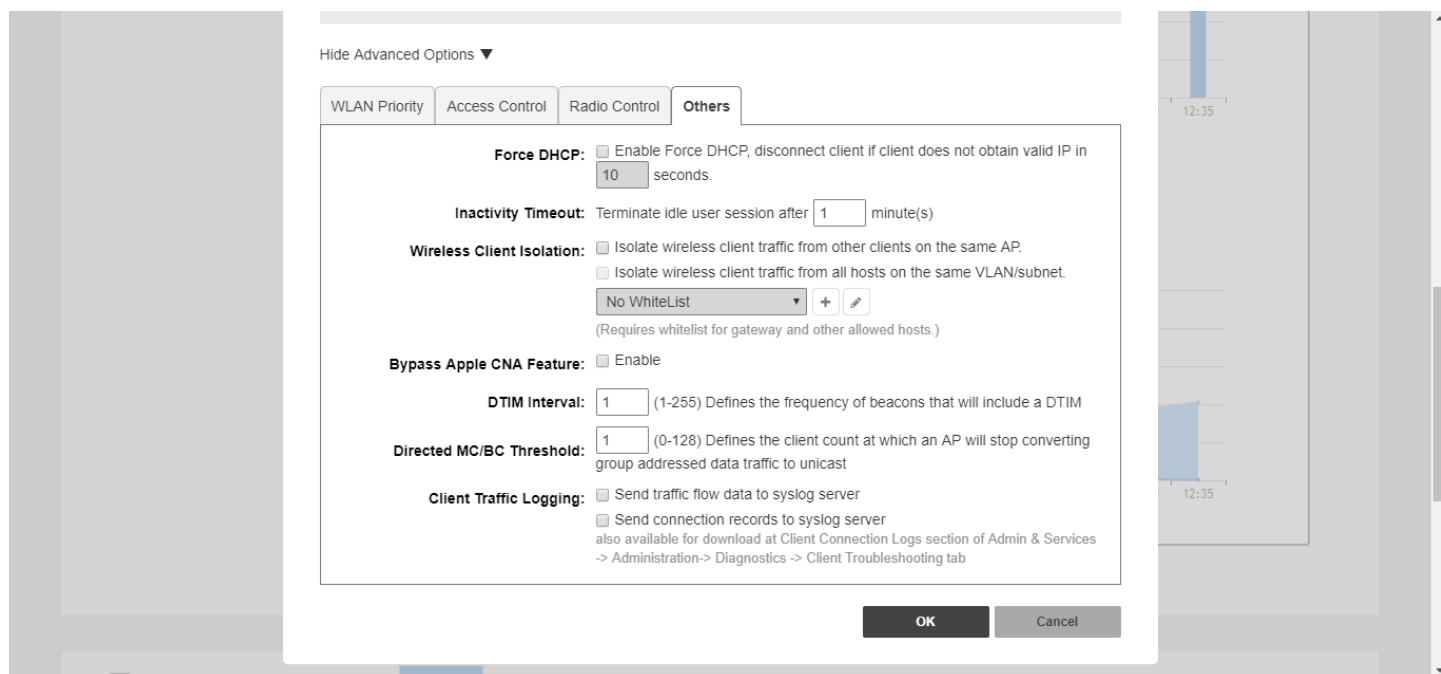 Hide Advanced Options ▼
WLAN Priority Access Control Radio Control Others
12:35
Force DHCP: Enable Force DHCP, disconnect client if client does not obtain valid IP in
10 seconds.
Inactivity Timeout: Terminate idle user session after 1 minute(s)
Wireless Client Isolation: Isolate wireless client traffic from other clients on the same AP.
Isolate wireless client traffic from all hosts on the same VLAN/subnet.
No WhiteList
(Requires whitelist for gateway and other allowed hosts.)
Bypass Apple CNA Feature: Enable
DTIM Interval: 1 (1-255) Defines the frequency of beacons that will include a DTIM
Directed MC/BC Threshold: 1 (0-128) Defines the client count at which an AP will stop converting
group addressed data traffic to unicast
Client Traffic Logging: Send traffic flow data to syslog server
12:35
Send connection records to syslog server
also available for download at Client Connection Logs section of Admin & Services
-> Administration-> Diagnostics -> Client Troubleshooting tab
OK Cancel